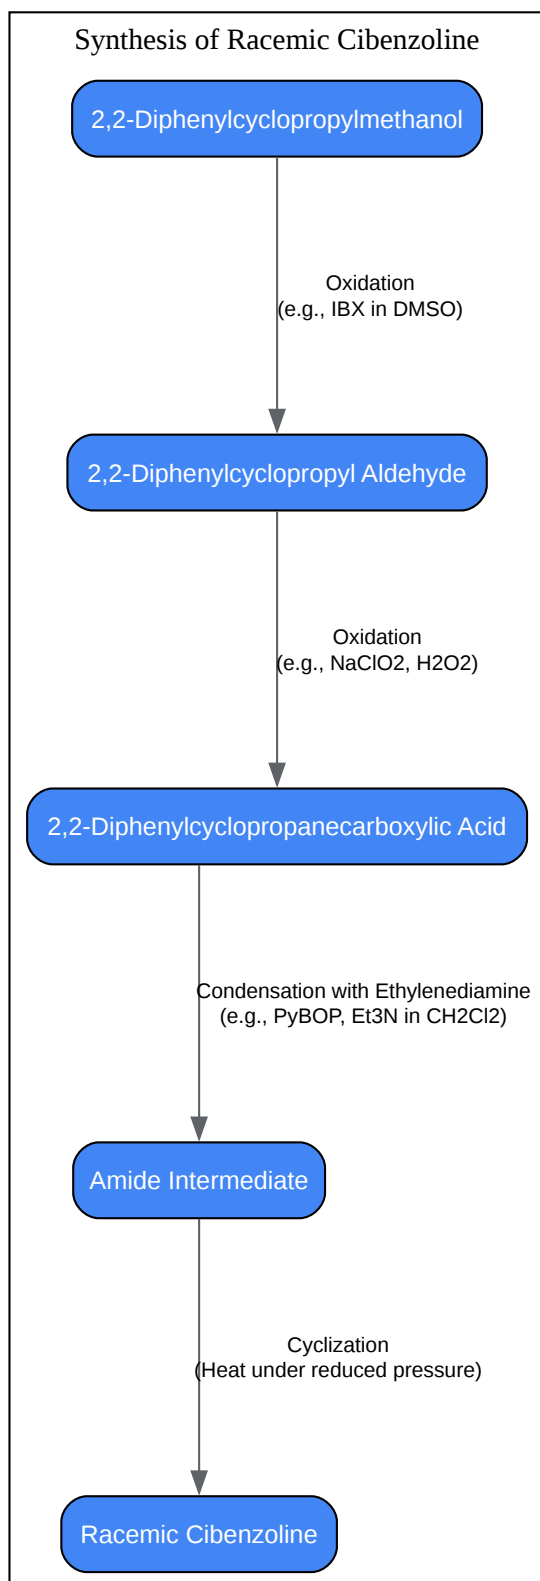 Synthesis of Racemic Cibenzoline
2,2-Diphenylcyclopropylmethanol
Oxidation
(e.g., IBX in DMSO)
2,2-Diphenylcyclopropyl Aldehyde
Oxidation
(e.g., NaClO2, H2O2)
2,2-Diphenylcyclopropanecarboxylic Acid
Condensation with Ethylenediamine
(e.g., PyBOP, Et3N in CH2Cl2)
Amide Intermediate
Cyclization
(Heat under reduced pressure)
Racemic Cibenzoline